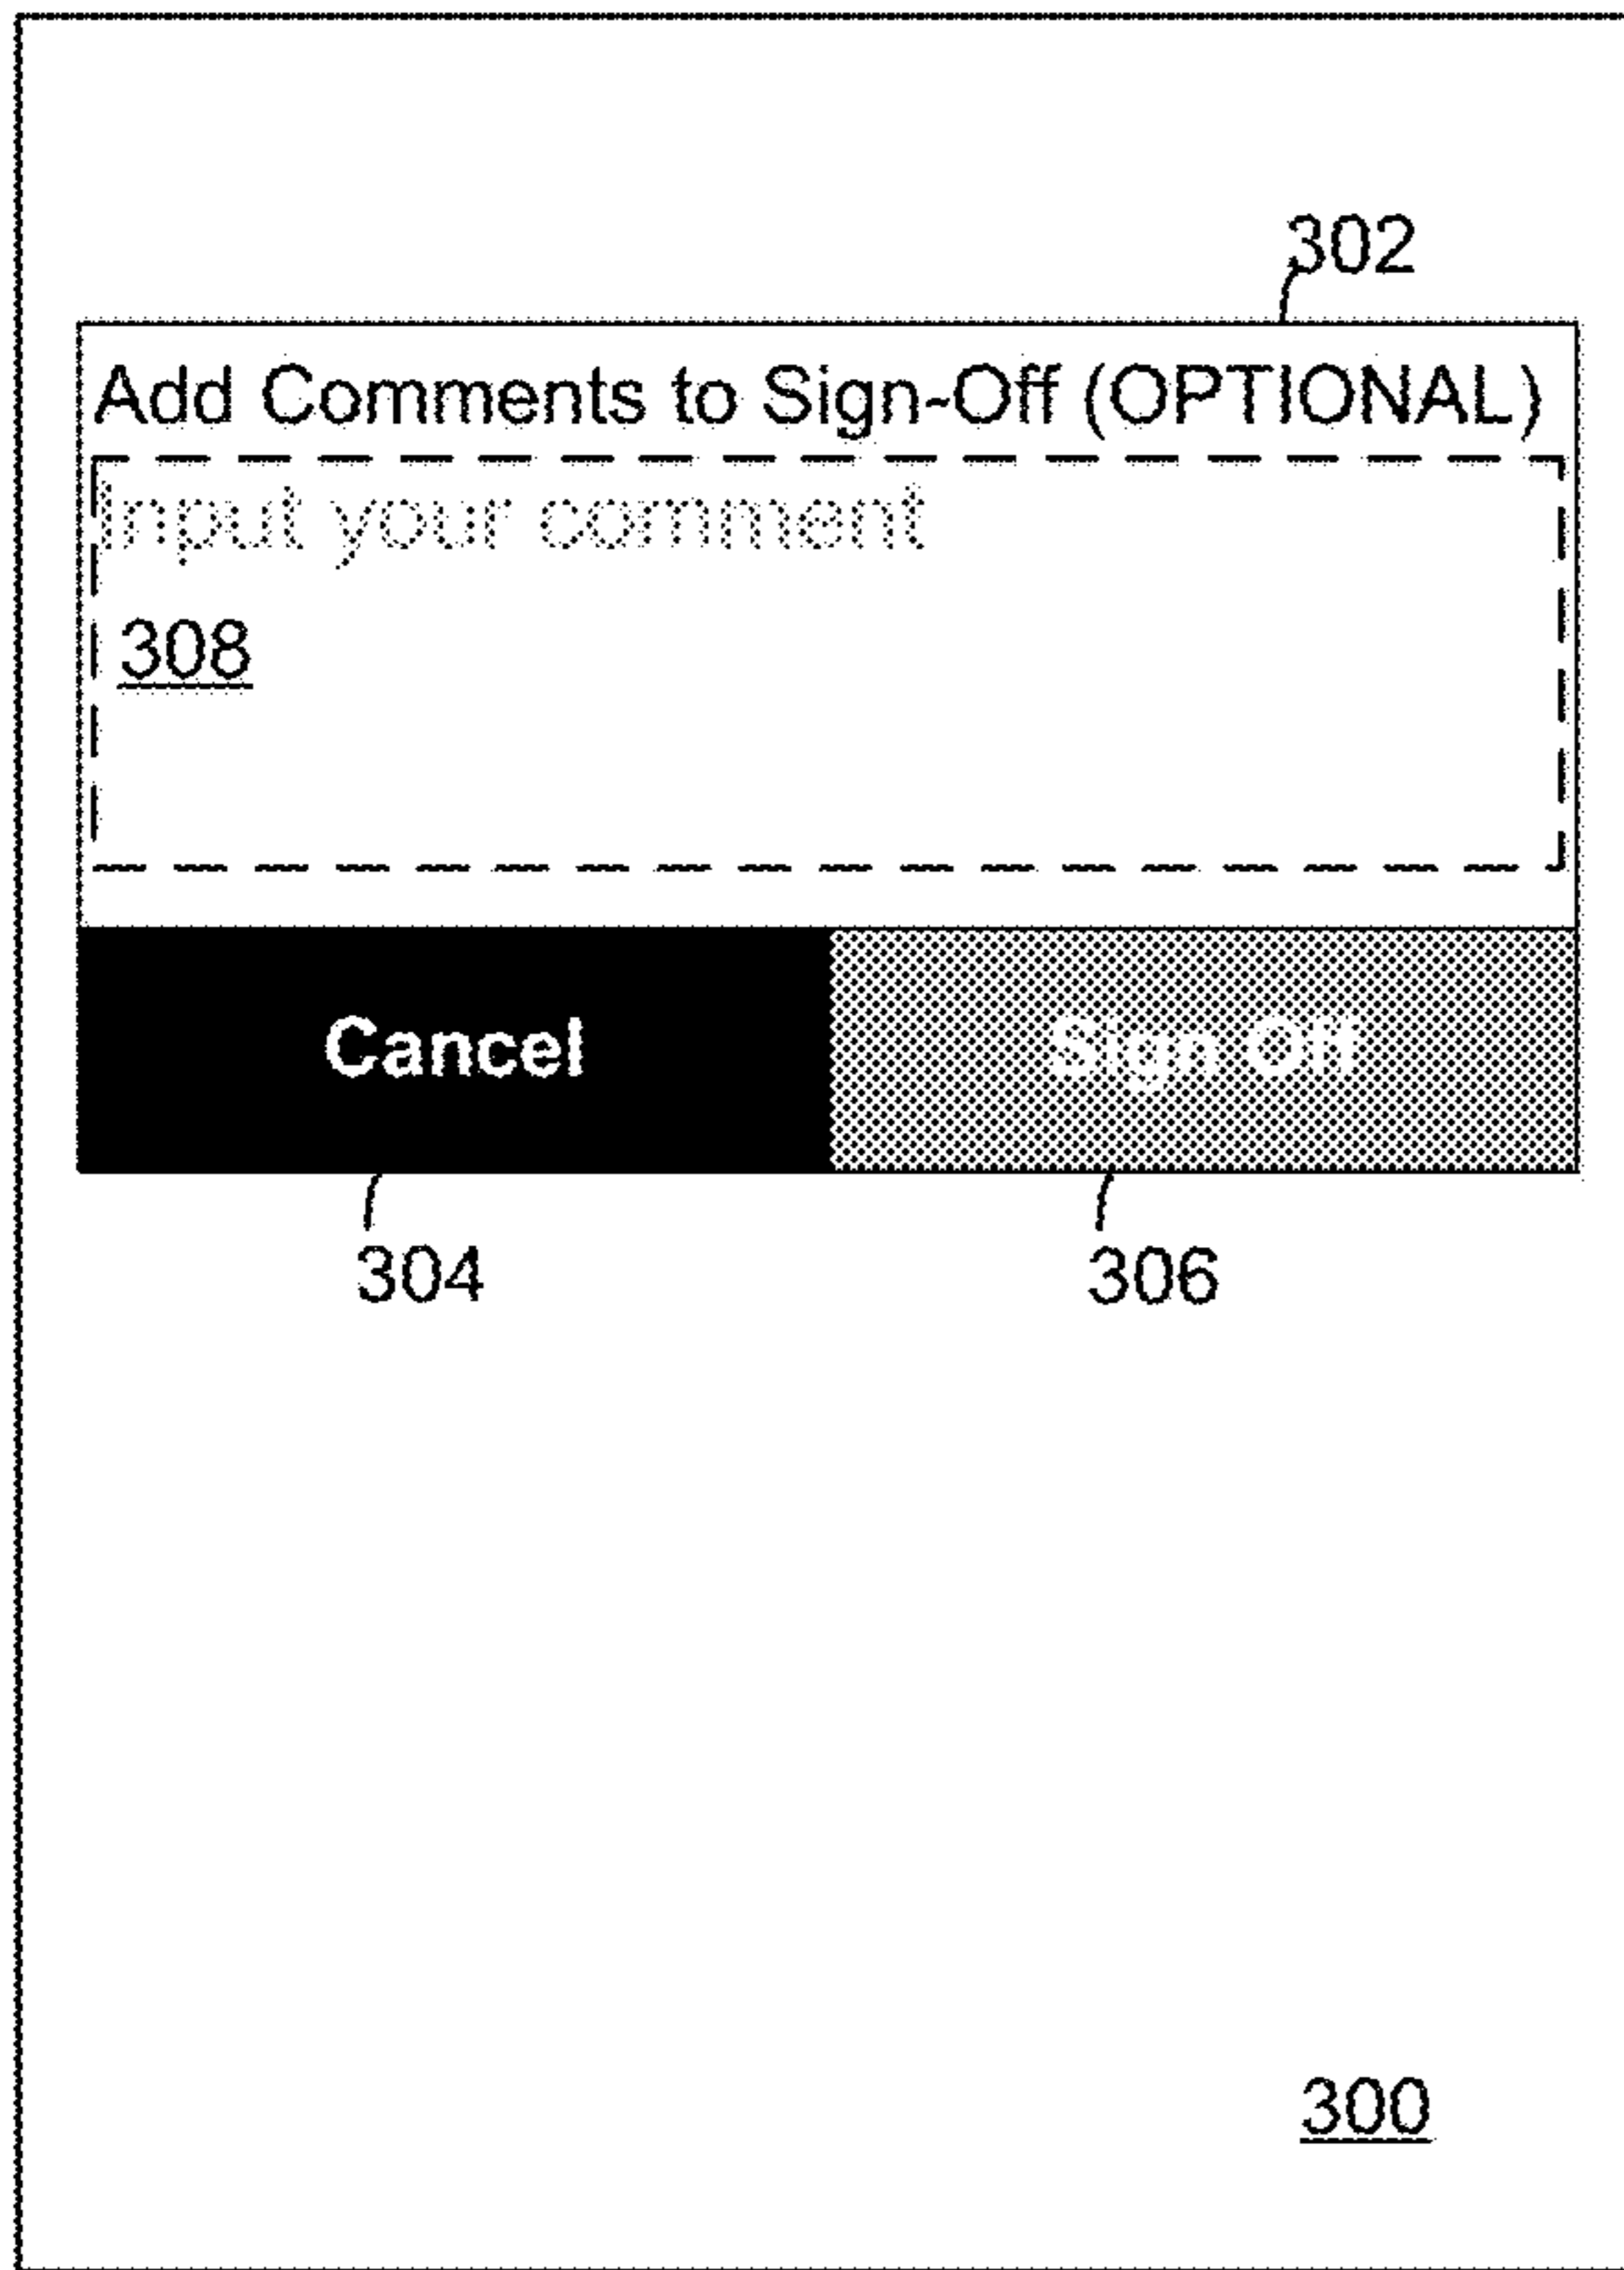 302
Add Comments to Sign-Off (OPTIONAL)
Input your comment
308
Cancel
Sign Off
304
306
300